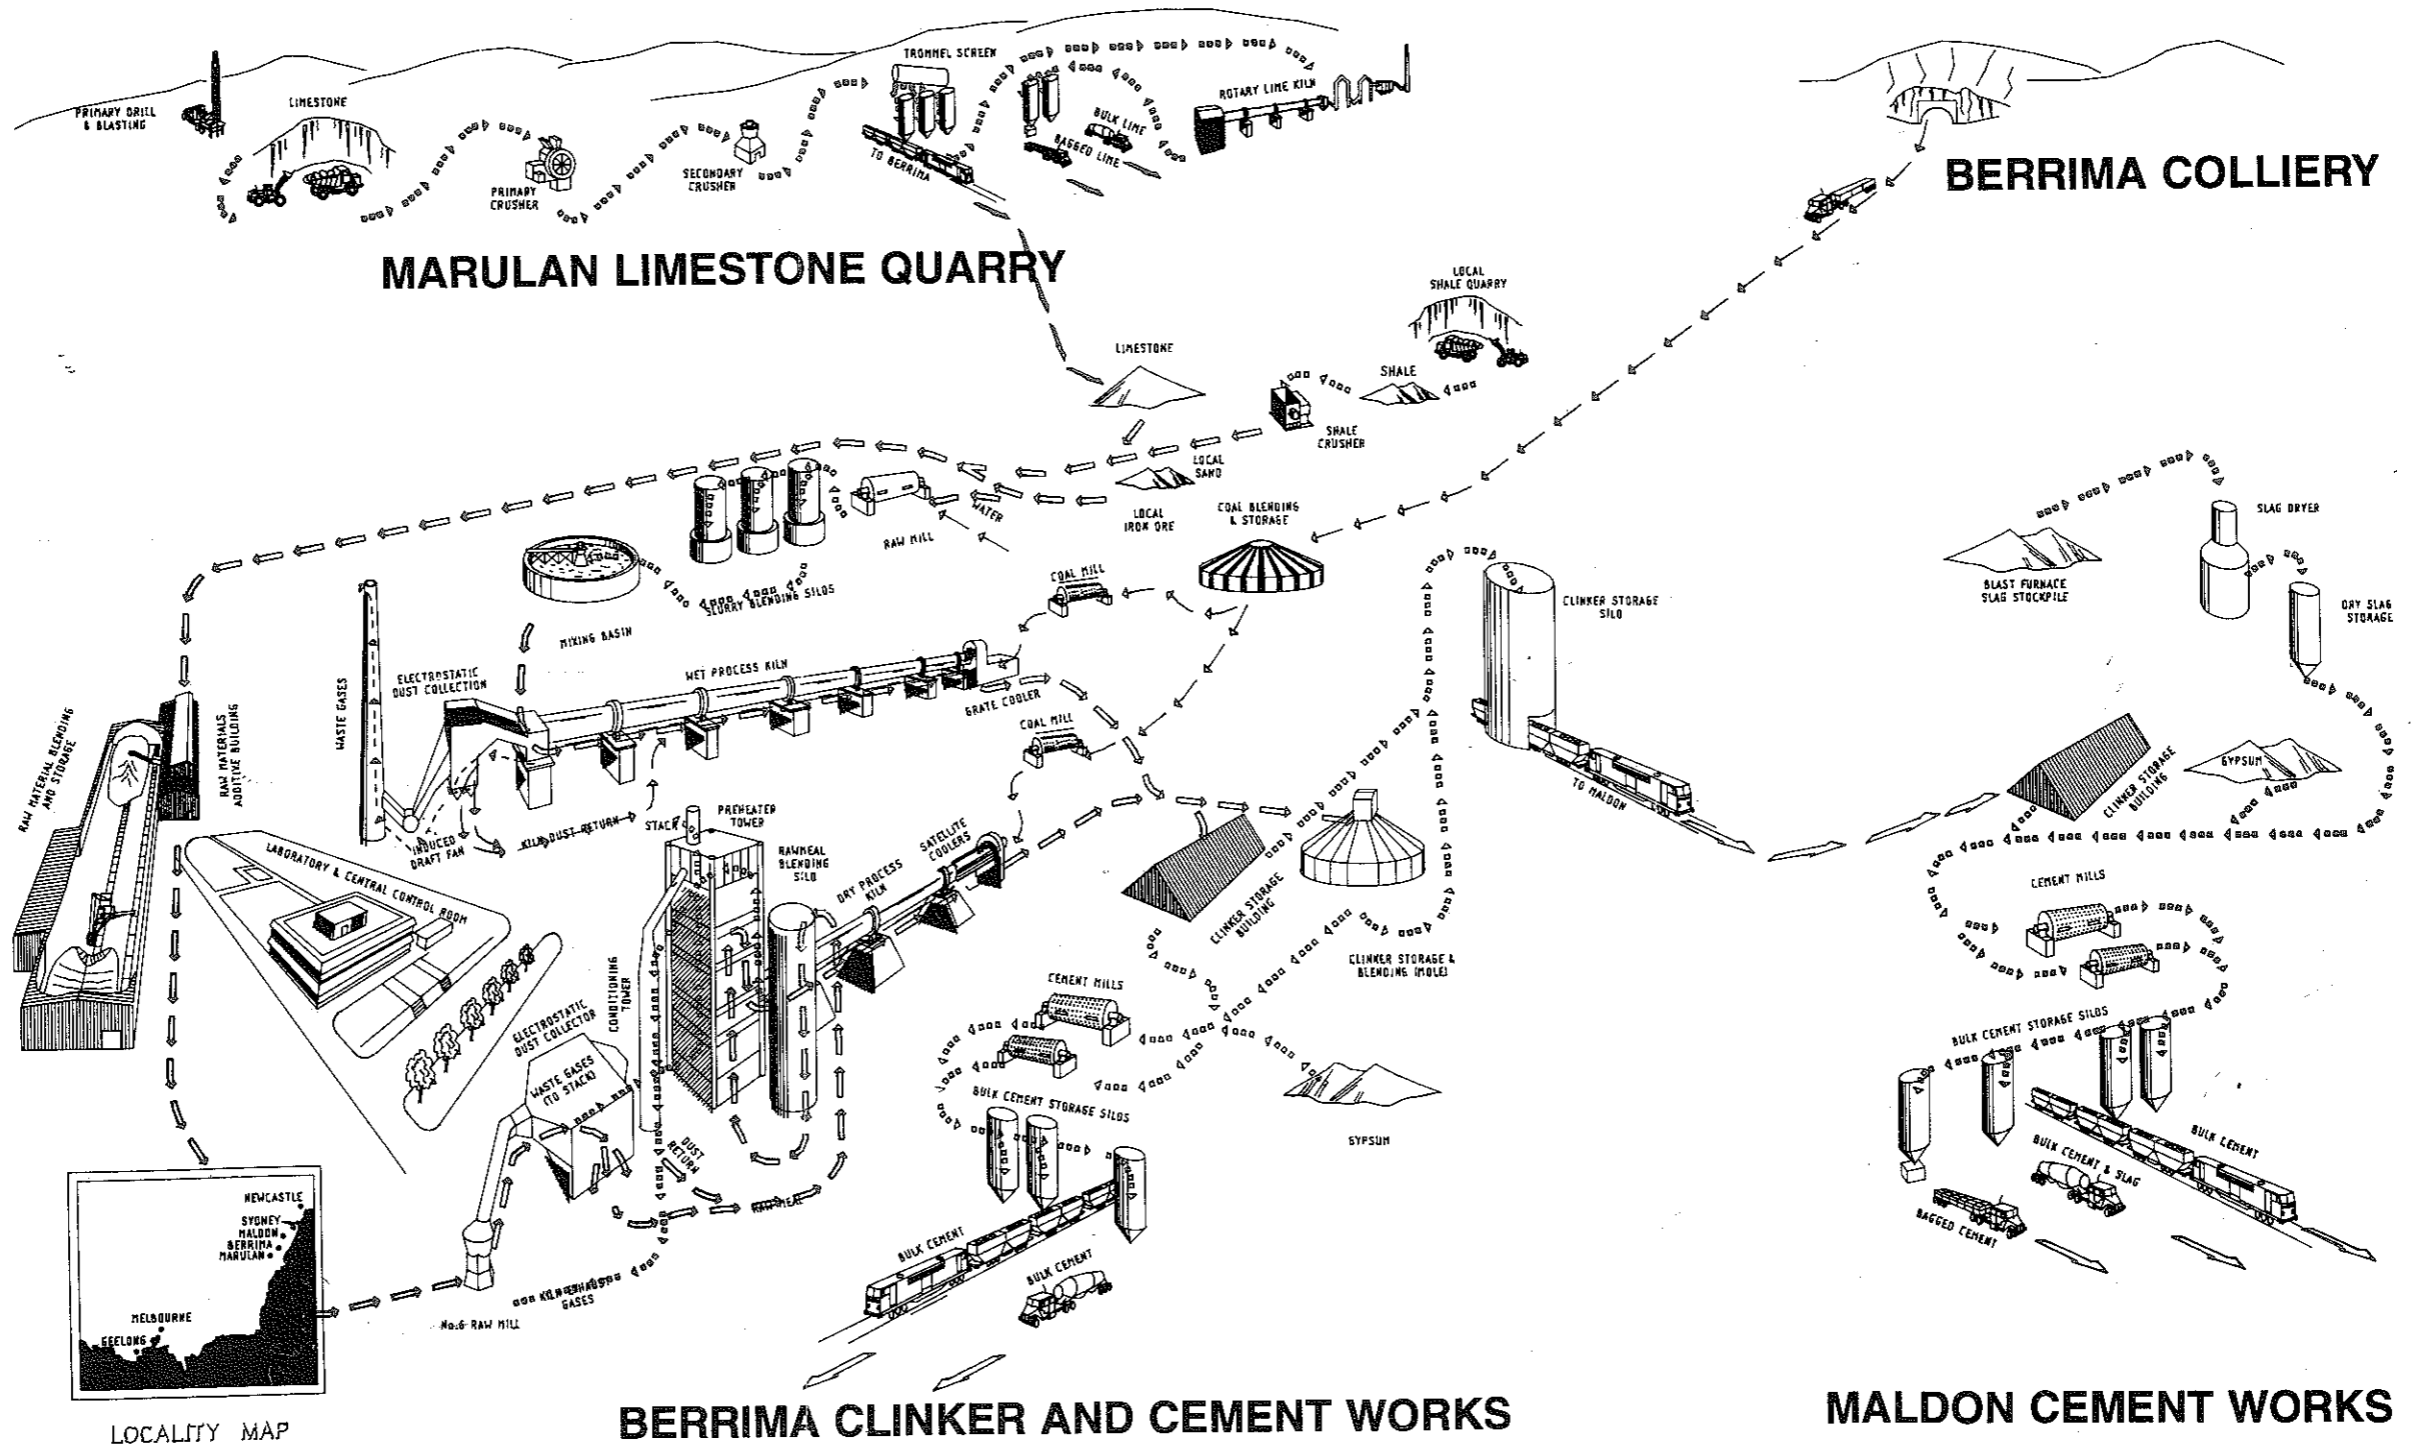 PRIMARY DRILL
& BLASTING
LIMESTONE
PRIMARY
CRUSHER
SECONDARY
CRUSHER
TROMMEL SCREEN
TO BERRIMA
BULK LIME
BAGGED LIME
ROTARY LIME KILN
MARULAN LIMESTONE QUARRY
BERRIMA COLLIERY
LOCAL
SHALE QUARRY
SHALE
SHALE
CRUSHER
LIMESTONE
LOCAL
SAND
LOCAL
IRON ORE
WATER
RAW MILL
SLURRY BLENDING SILOS
MIXING BASIN
COAL BLENDING
& STORAGE
COAL MILL
COAL MILL
WET PROCESS KILN
GRATE COOLER
ELECTROSTATIC
DUST COLLECTION
WASTE GASES
RAW MATERIALS
ADDITIVE BUILDING
RAW MATERIAL BLENDING
AND STORAGE
INDUCED
DRAFT FAN
KILN DUST RETURN
STACK
PREHEATER
TOWER
RAWMEAL
BLENDING
SILO
DRY PROCESS
KILN
SATELLITE
COOLERS
LABORATORY & CENTRAL CONTROL ROOM
CONDITIONING
TOWER
ELECTROSTATIC
DUST COLLECTOR
WASTE GASES
(TO STACK)
DUST
RETURN
RAW MEAL
KILN EXHAUST
GASES
No.6 RAW MILL
CLINKER STORAGE
BUILDING
CLINKER STORAGE &
BLENDING (MOLE)
CLINKER STORAGE
SILO
TO MALDON
CEMENT MILLS
BULK CEMENT STORAGE SILOS
GYPSUM
BULK CEMENT
BULK CEMENT
BERRIMA CLINKER AND CEMENT WORKS
BLAST FURNACE
SLAG STOCKPILE
SLAG DRYER
DRY SLAG
STORAGE
CLINKER STORAGE
BUILDING
GYPSUM
CEMENT MILLS
BULK CEMENT STORAGE SILOS
BULK CEMENT
BULK CEMENT & SLAG
BAGGED CEMENT
MALDON CEMENT WORKS
NEWCASTLE
SYDNEY
MALDON
BERRIMA
MARULAN
MELBOURNE
GEELONG
LOCALITY MAP